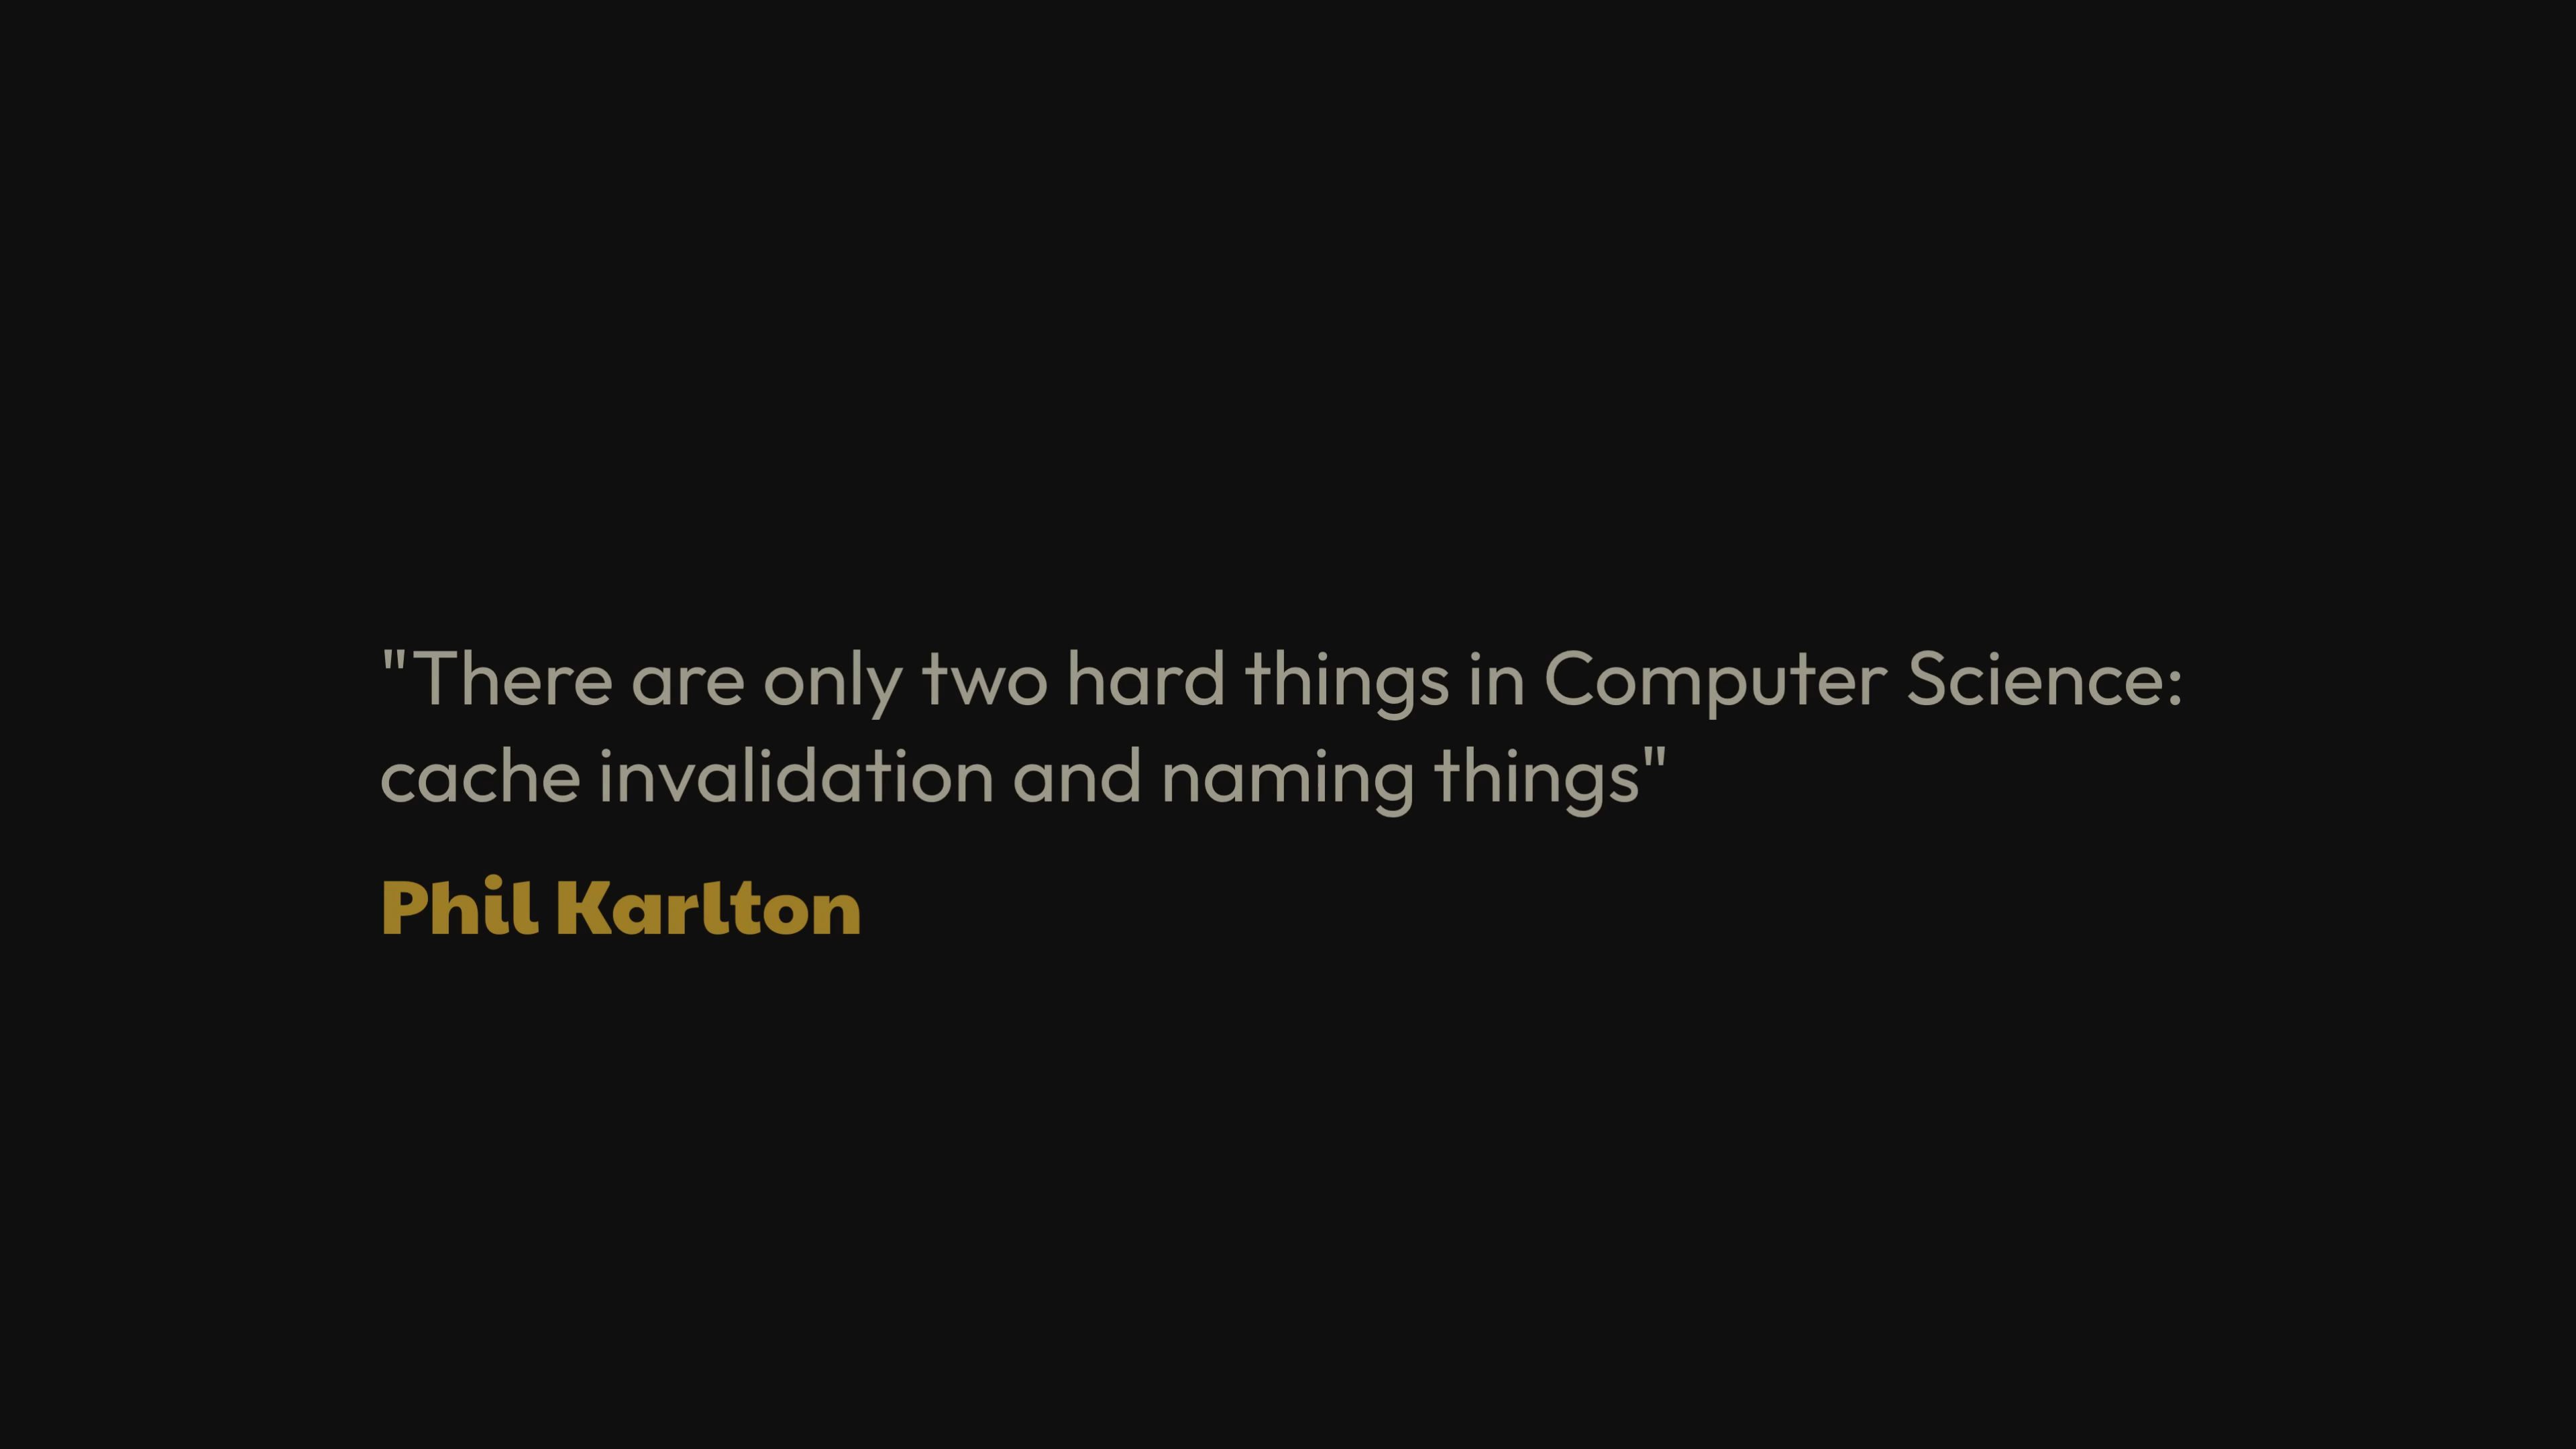 "There are only two hard things in Computer Science:
cache invalidation and naming things"
Phil Karlton